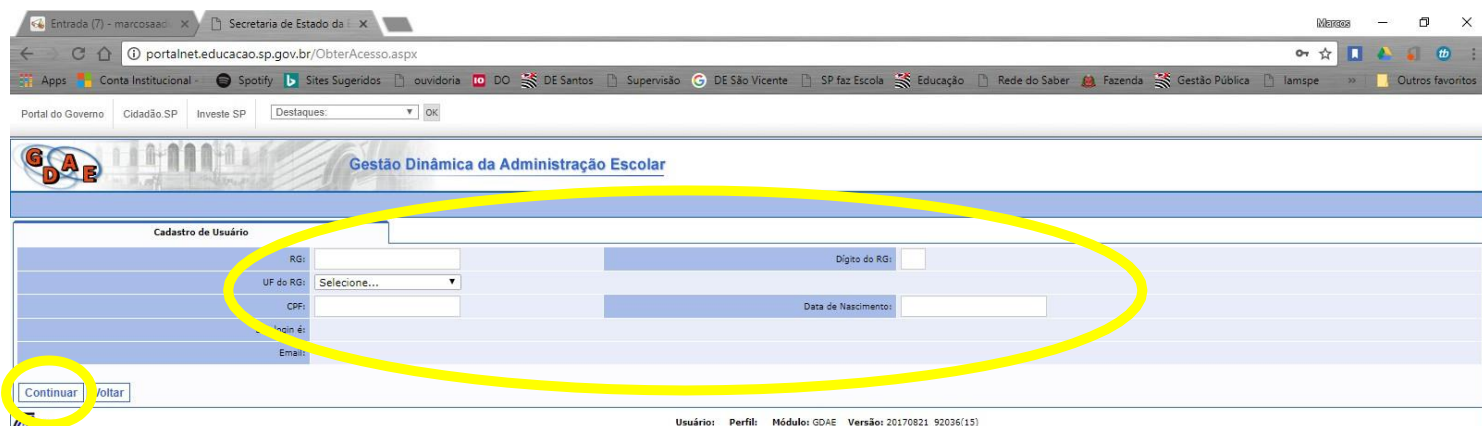 Entrada (7) - marcosaad
Secretaria de Estado da E
Marcos
portalnet.educacao.sp.gov.br/ObterAcesso.aspx
Apps Conta Institucional - Spotify Sites Sugeridos ouvidoria IO DO DE Santos Supervisão DE São Vicente SP faz Escola Educação Rede do Saber Fazenda Gestão Pública Iamspe » Outros favoritos
Portal do Governo Cidadão.SP Investe SP Destaques: OK
GDAE Gestão Dinâmica da Administração Escolar
Cadastro de Usuário
RG: Dígito do RG:
UF do RG: Selecione...
CPF: Data de Nascimento:
login é:
Email:
Continuar Voltar
Usuário: Perfil: Módulo: GDAE Versão: 20170821_92036(15)